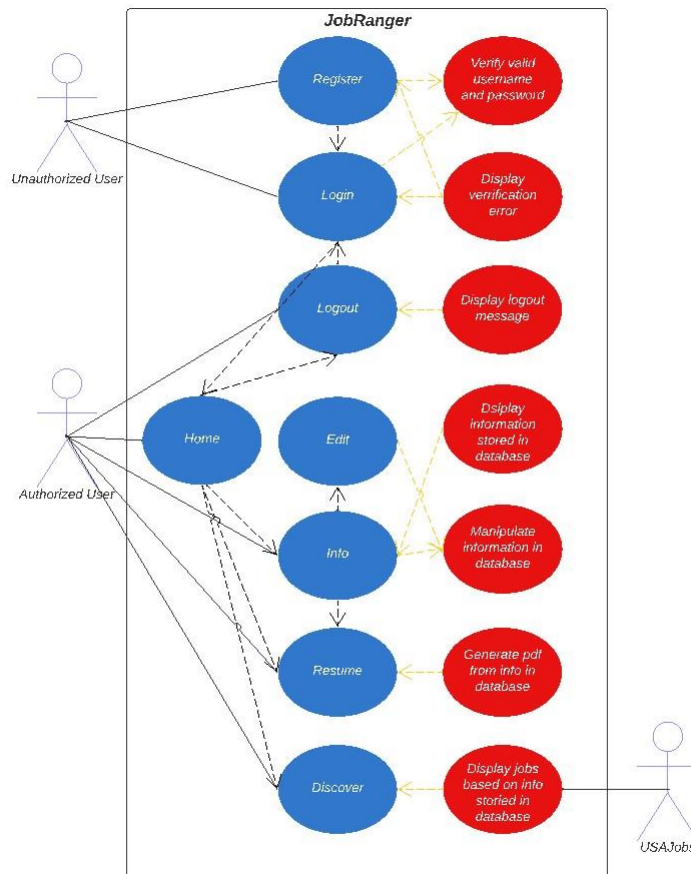 JobRanger
Register
Verify valid
username
and password
Unauthorized User
Login
Display
verrification
error
Logout
Display logout
message
Authorized User
Home
Edit
Dsiplay
information
stored in
database
Info
Manipulate
information in
database
Resume
Generate pdf
from info in
database
Discover
Display jobs
based on info
storied in
database
USAJobs